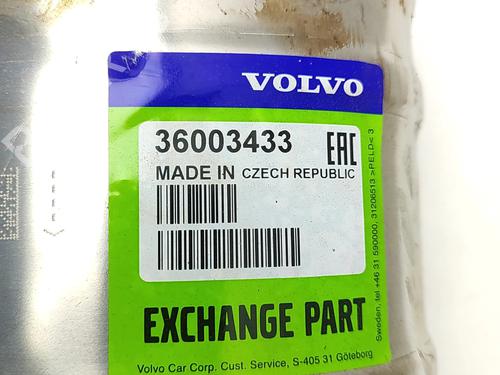 VOLVO
36003433
EAC
MADE IN CZECH REPUBLIC
EXCHANGE PART
Volvo Car Corp. Cust. Service, S-405 31 Göteborg
Sweden, tel +46 31 590000, 31206513 >PELD< 3